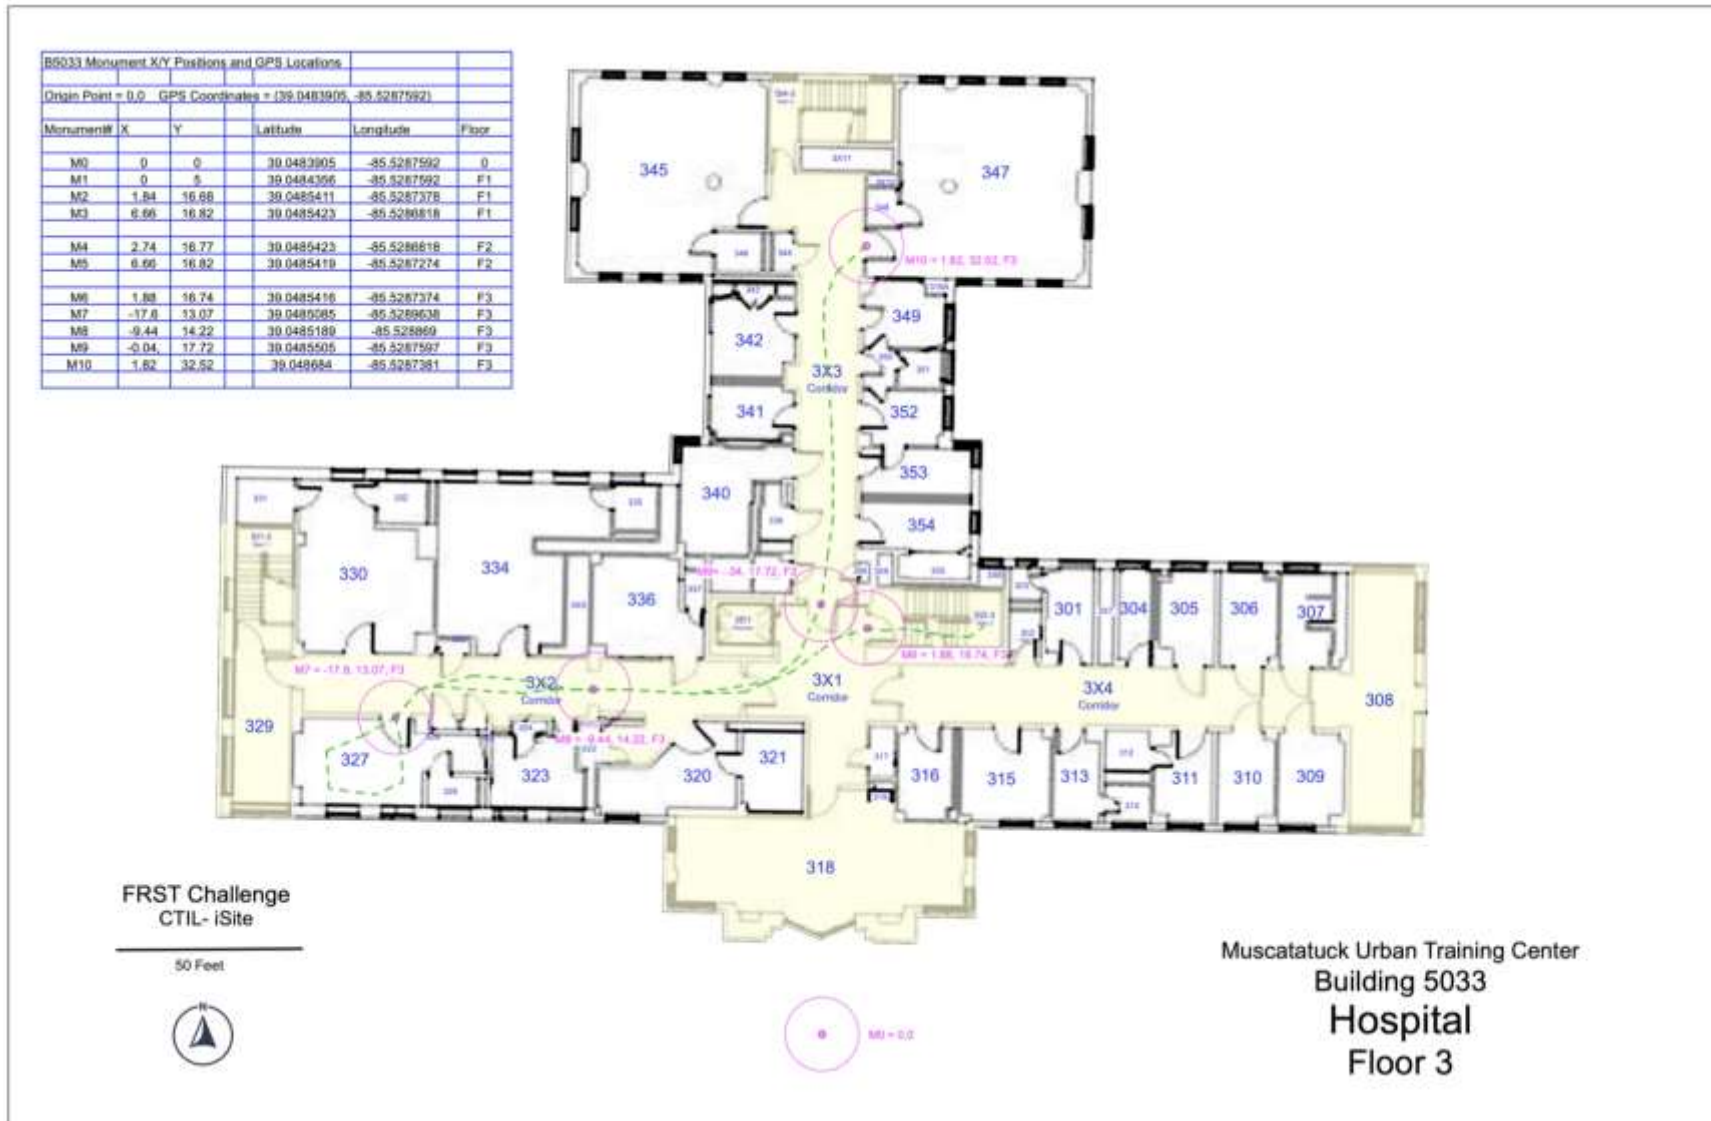 B5033 Monument X/Y Positions and GPS Locations
Origin Point = 0,0 GPS Coordinates = (39.0483905, -85.5287592)
Monument# X Y Latitude Longitude Floor
M0 0 0 39.0483905 -85.5287592 0
M1 0 5 39.0484356 -85.5287592 F1
M2 1.84 16.66 39.0485411 -85.5287378 F1
M3 6.66 16.82 39.0485423 -85.5286818 F1
M4 2.74 16.77 39.0485423 -85.5286818 F2
M5 6.66 16.82 39.0485419 -85.5287274 F2
M6 1.88 16.74 39.0485416 -85.5287374 F3
M7 -17.6 13.07 39.0485085 -85.5289638 F3
M8 -9.44 14.22 39.0485189 -85.528869 F3
M9 -0.04, 17.72 39.0485505 -85.5287597 F3
M10 1.82 32.52 39.048684 -85.5287381 F3
345
347
M10 = 1.82, 32.52, F3
349
342
3X3
Corridor
341
352
353
340
354
330
334
336
M9= -.04, 17.72, F3
301
304
305
306
307
M6 = 1.88, 16.74, F3
M7 = -17.6, 13.07, F3
3X2
Corridor
3X1
Corridor
3X4
Corridor
308
329
327
M8 = -9.44, 14.22, F3
323
320
321
317
316
315
313
312
311
310
309
318
FRST Challenge
CTIL- iSite
50 Feet
N
M0 = 0,0
Muscatatuck Urban Training Center
Building 5033
Hospital
Floor 3